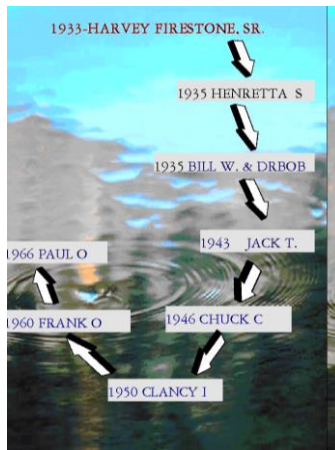 1933-HARVEY FIRESTONE, SR.
1935 HENRETTA S
1935 BILL W. & DRBOB
1943 JACK T.
1946 CHUCK C
1950 CLANCY I
1960 FRANK O
1966 PAUL O